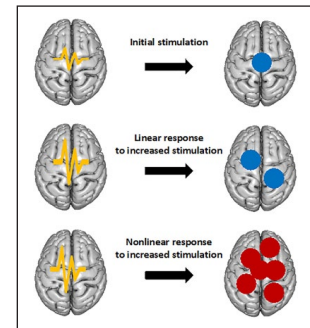 Initial stimulation
Linear response
to increased stimulation
Nonlinear response
to increased stimulation